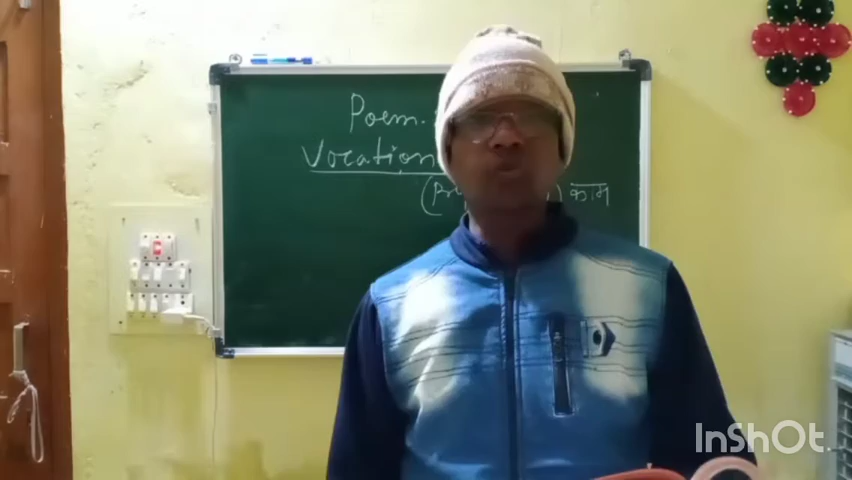 Poem.
Vocation
काम
InShOt